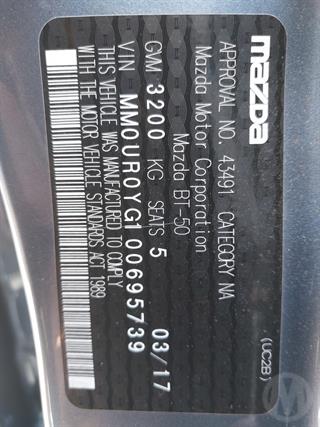 mazda
(UC2B)
APPROVAL NO. 43491 CATEGORY NA
Mazda Motor Corporation
Mazda BT-50
GVM 3200 KG SEATS 5 03/17
VIN MM0UR0YG100695739
THIS VEHICLE WAS MANUFACTURED TO COMPLY
WITH THE MOTOR VEHICLE STANDARDS ACT 1989